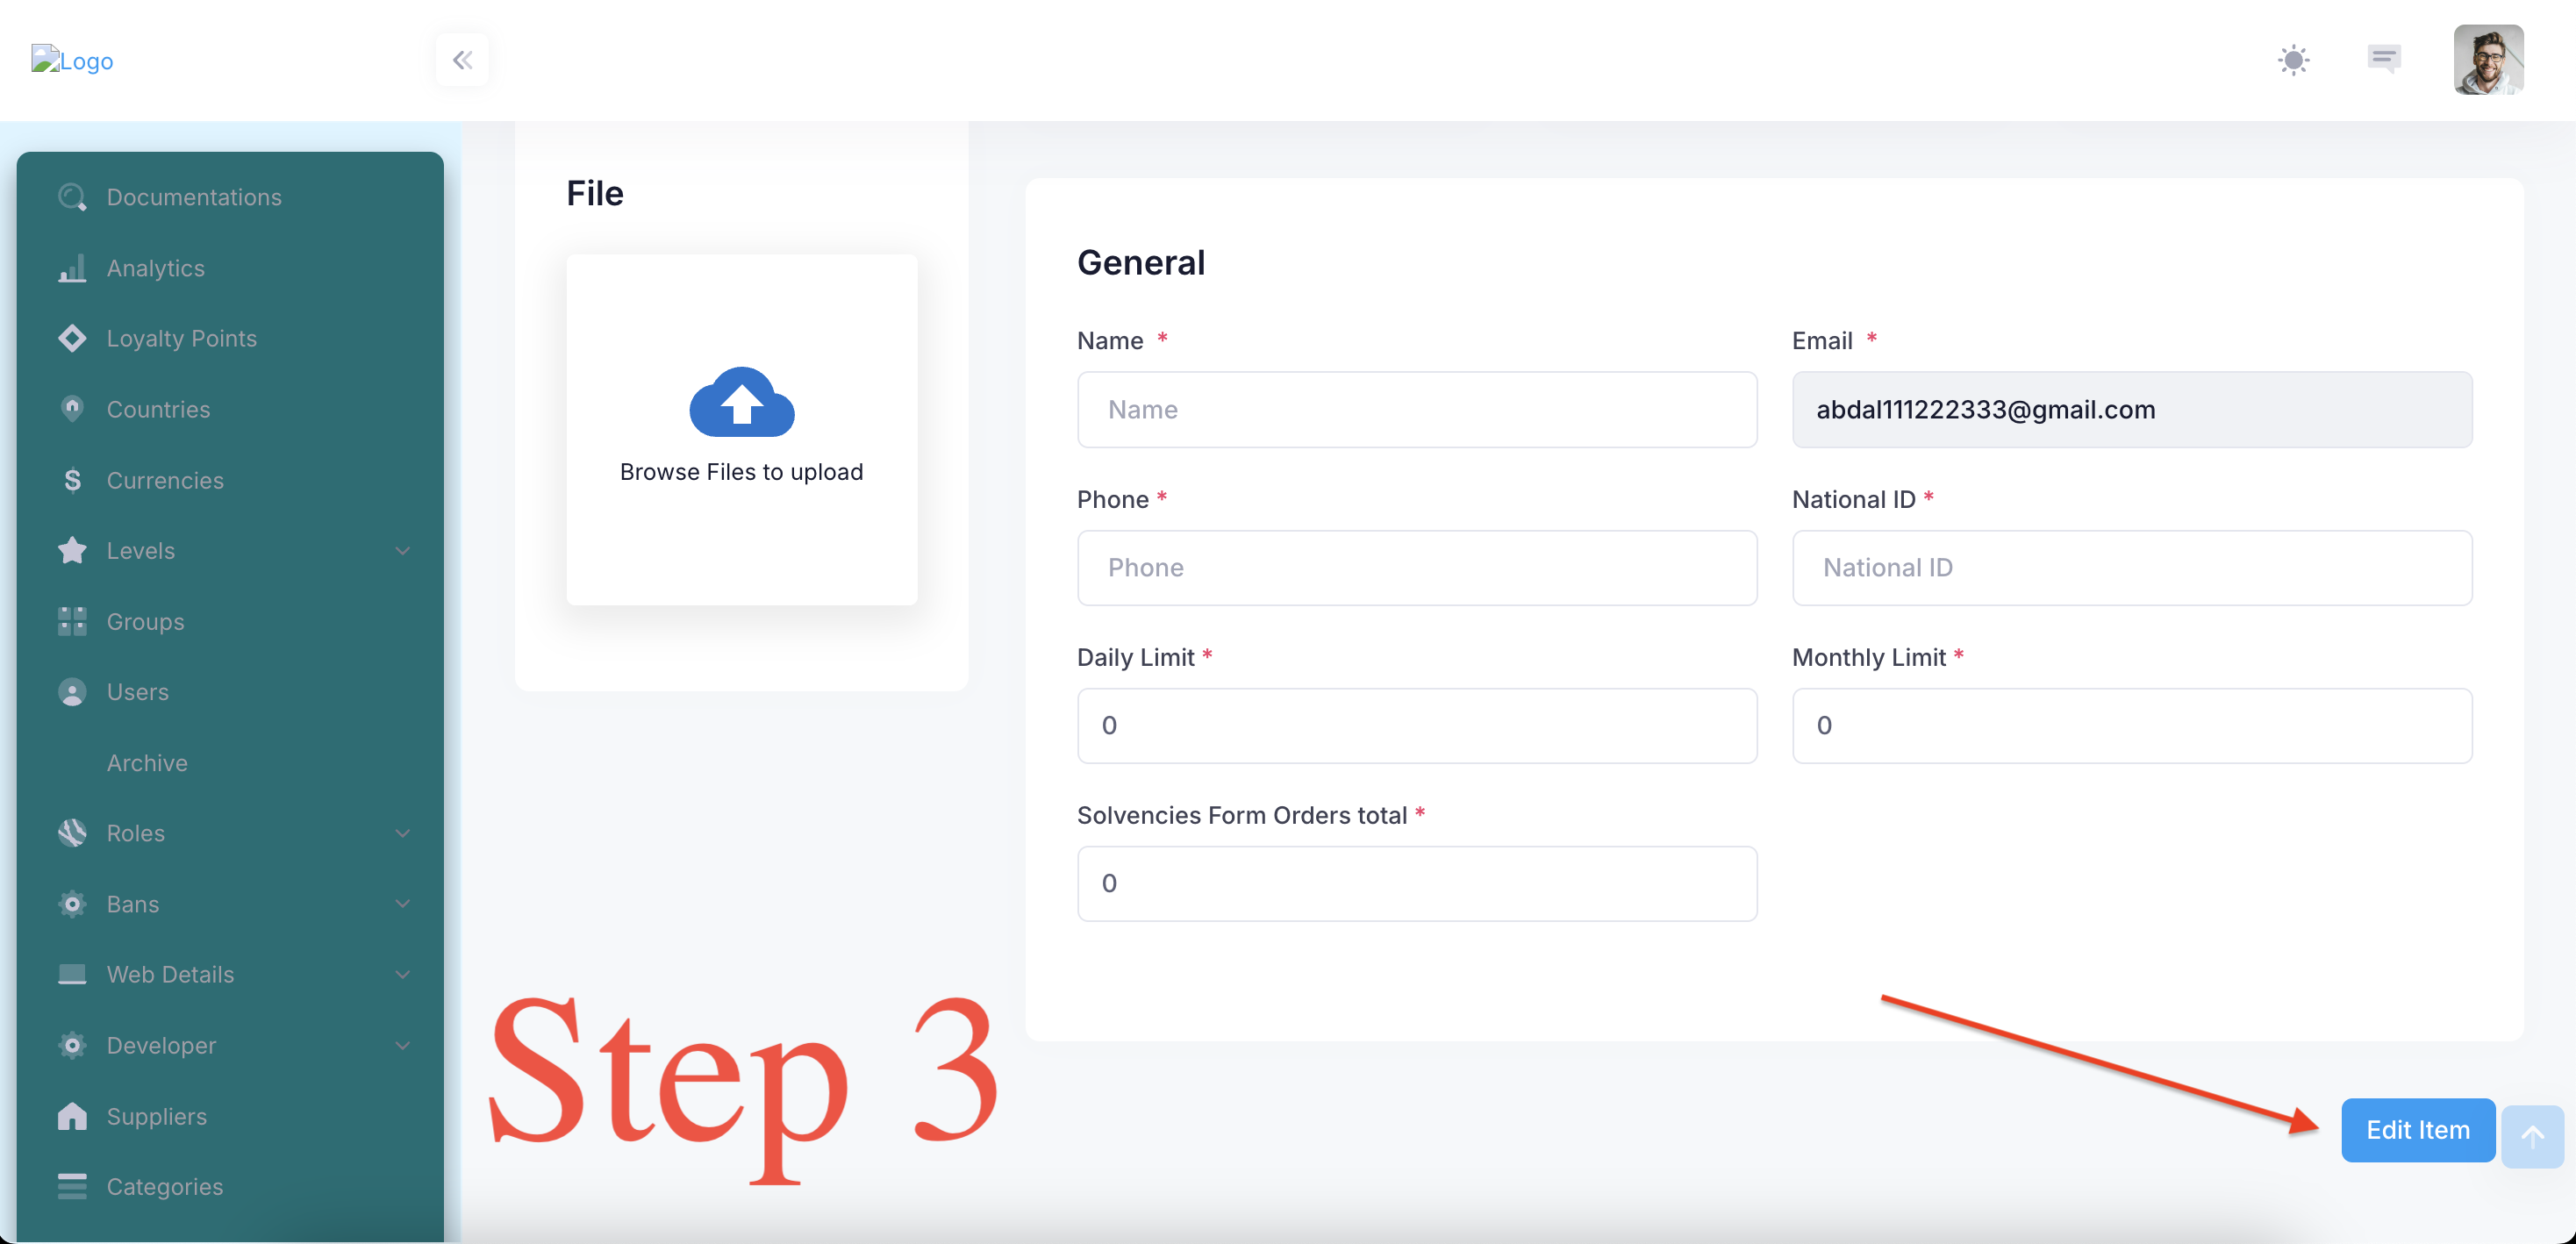 Logo
Documentations
Analytics
Loyalty Points
Countries
Currencies
Levels
Groups
Users
Archive
Roles
Bans
Web Details
Developer
Suppliers
Categories
File
Browse Files to upload
General
Name *
Email *
Name
abdal111222333@gmail.com
Phone *
National ID *
Phone
National ID
Daily Limit *
Monthly Limit *
0
0
Solvencies Form Orders total *
0
Step 3
Edit Item